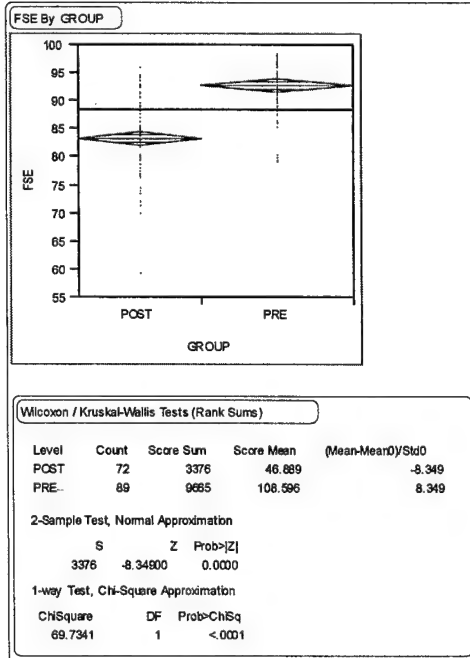 FSE By GROUP
100
95
90
85
80
75
70
65
60
55
FSE
POST PRE
GROUP
Wilcoxon / Kruskal-Wallis Tests (Rank Sums)
Level Count Score Sum Score Mean (Mean-Mean0)/Std0
POST 72 3376 46.889 -8.349
PRE 89 9665 108.596 8.349
2-Sample Test, Normal Approximation
S Z Prob>|Z|
3376 -8.34900 0.0000
1-way Test, Chi-Square Approximation
ChiSquare DF Prob>ChiSq
69.7341 1 <.0001